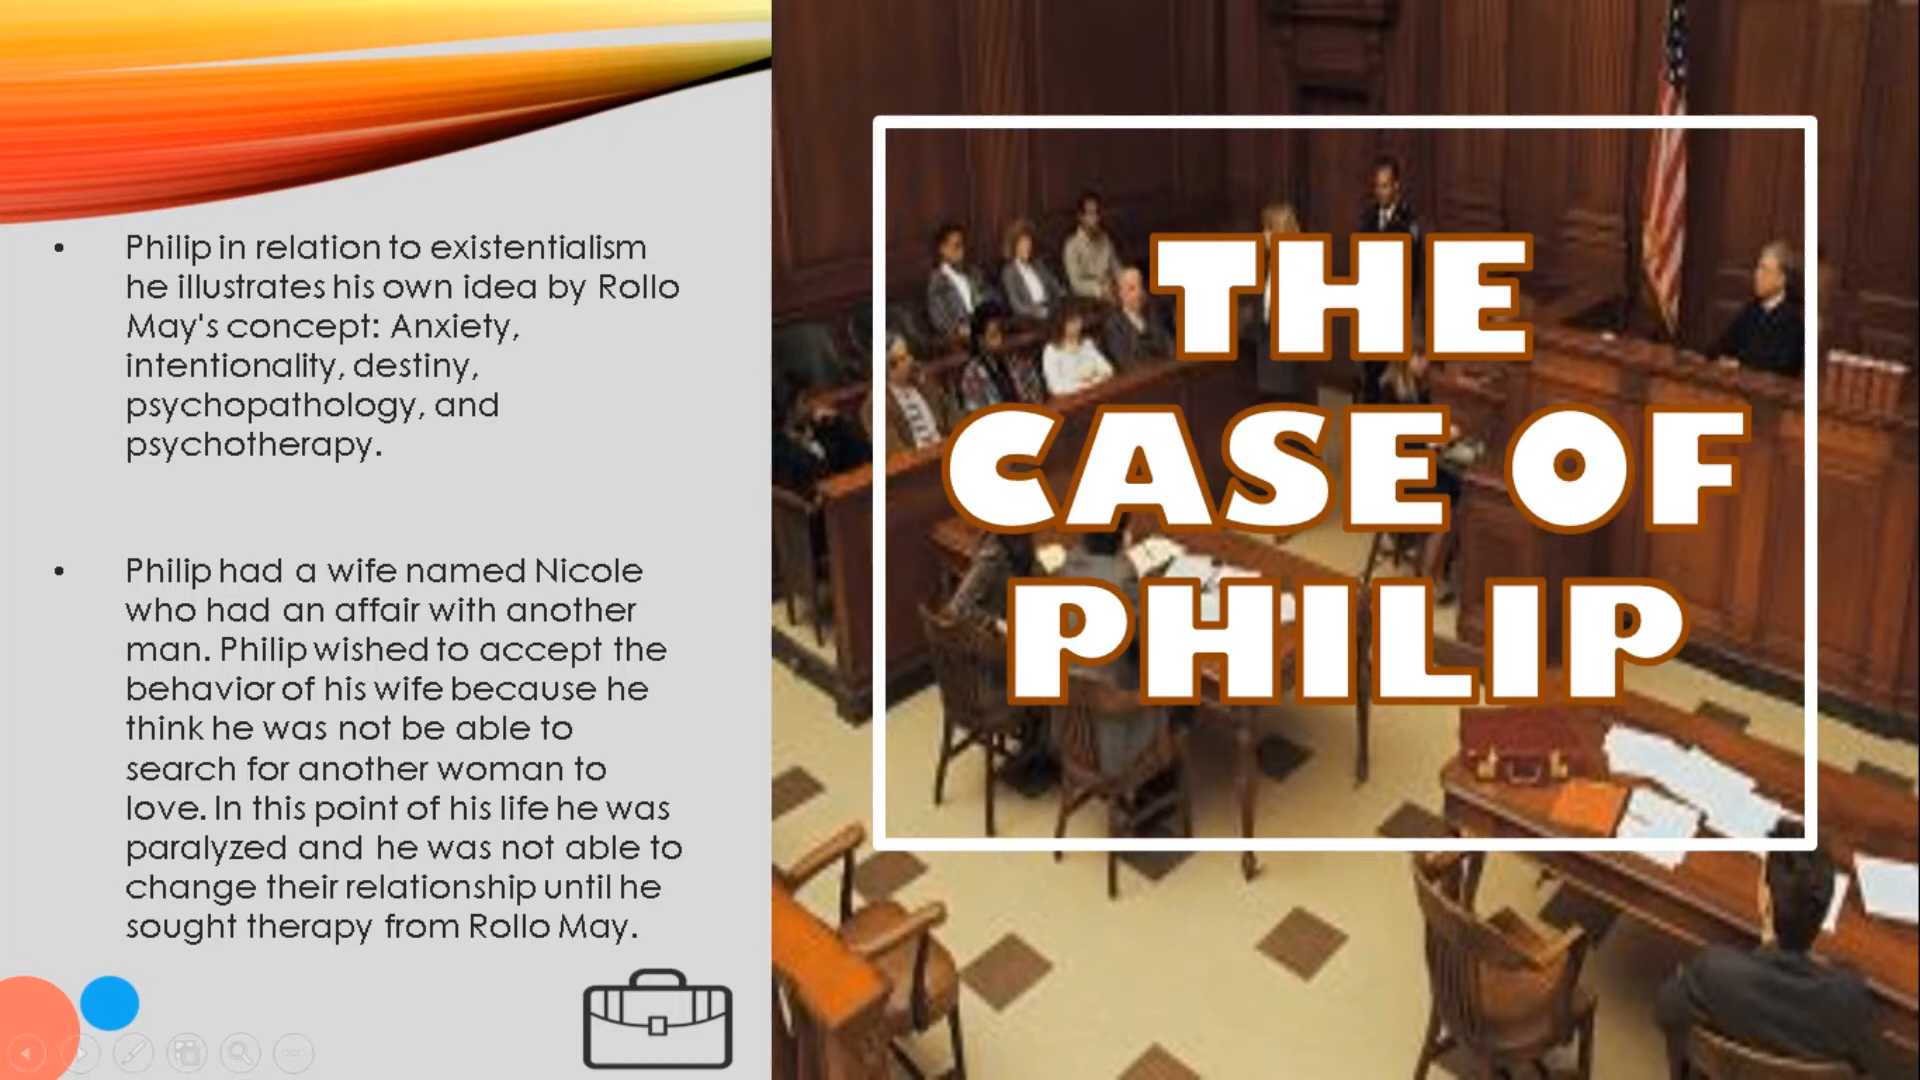 Philip in relation to existentialism
he illustrates his own idea by Rollo
May's concept: Anxiety,
intentionality, destiny,
psychopathology, and
psychotherapy.
Philip had a wife named Nicole
who had an affair with another
man. Philip wished to accept the
behavior of his wife because he
think he was not be able to
search for another woman to
love. In this point of his life he was
paralyzed and he was not able to
change their relationship until he
sought therapy from Rollo May.
THE
CASE OF
PHILIP